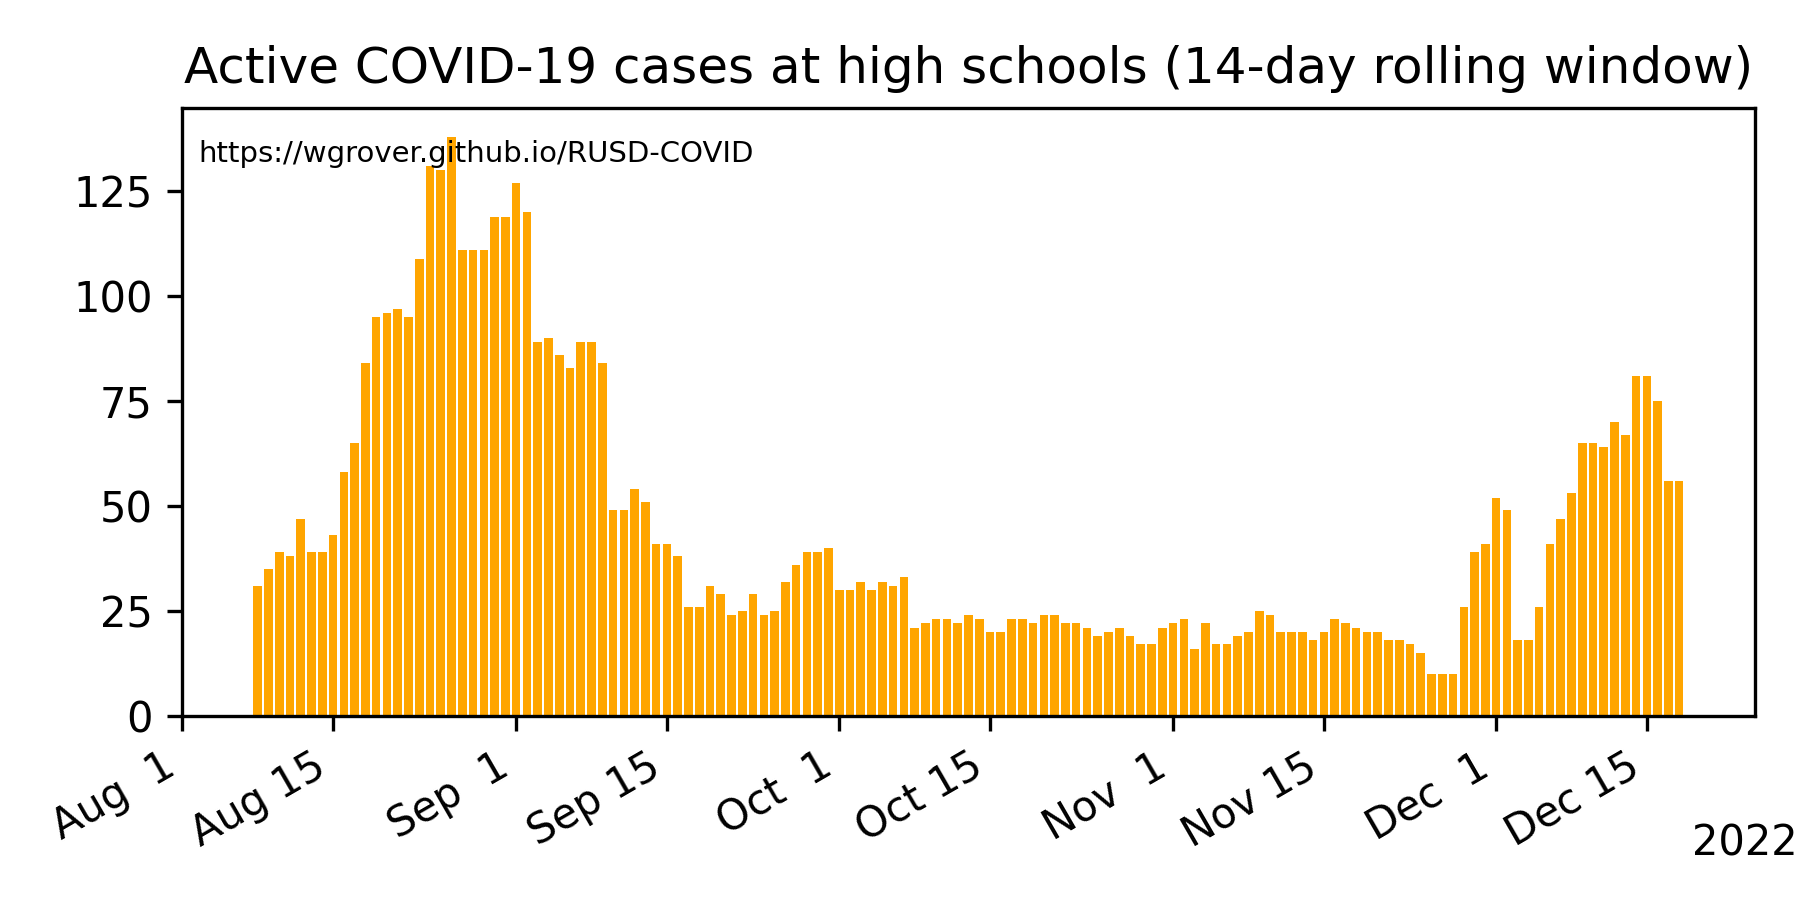 Active COVID-19 cases at high schools (14-day rolling window)
https://wgrover.github.io/RUSD-COVID
125
100
75
50
25
0
Aug 1
Aug 15
Sep 1
Sep 15
Oct 1
Oct 15
Nov 1
Nov 15
Dec 1
Dec 15
2022